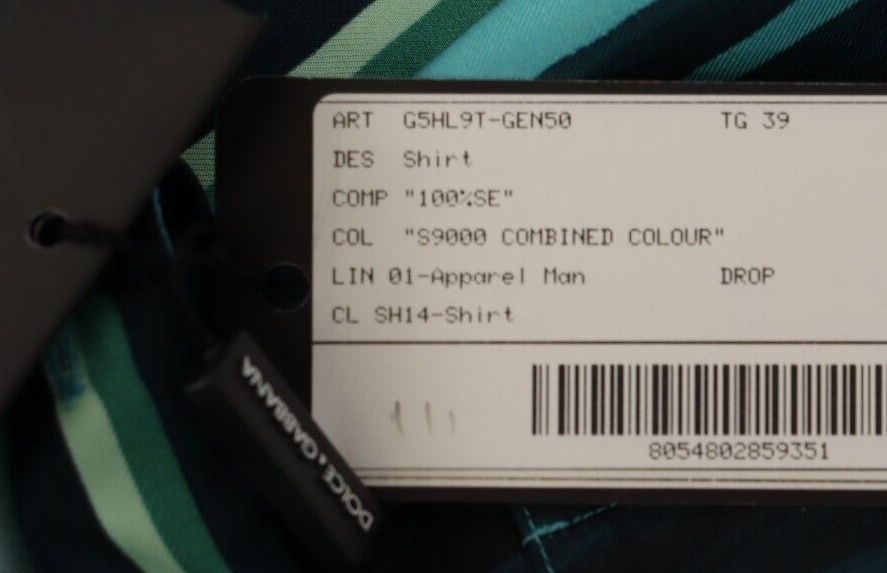 ART G5HL9T-GEN50 TG 39
DES Shirt
COMP "100%SE"
COL "S9000 COMBINED COLOUR"
LIN 01-Apparel Man DROP
CL SH14-Shirt
8054802859351
DOLCE & GABBANA